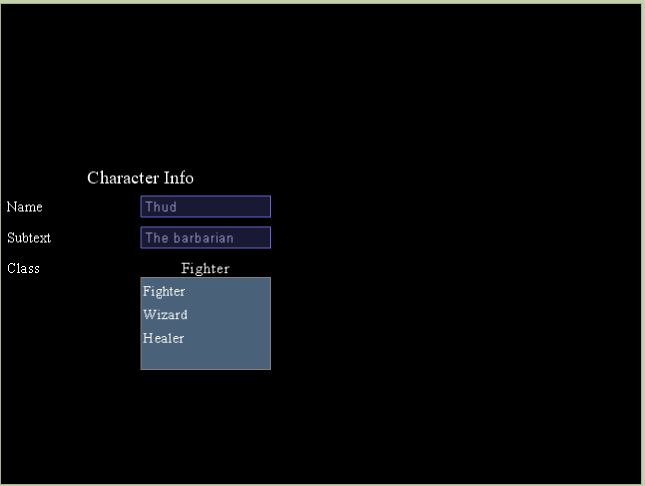 Character Info
Name Thud
Subtext The barbarian
Class Fighter
Fighter
Wizard
Healer